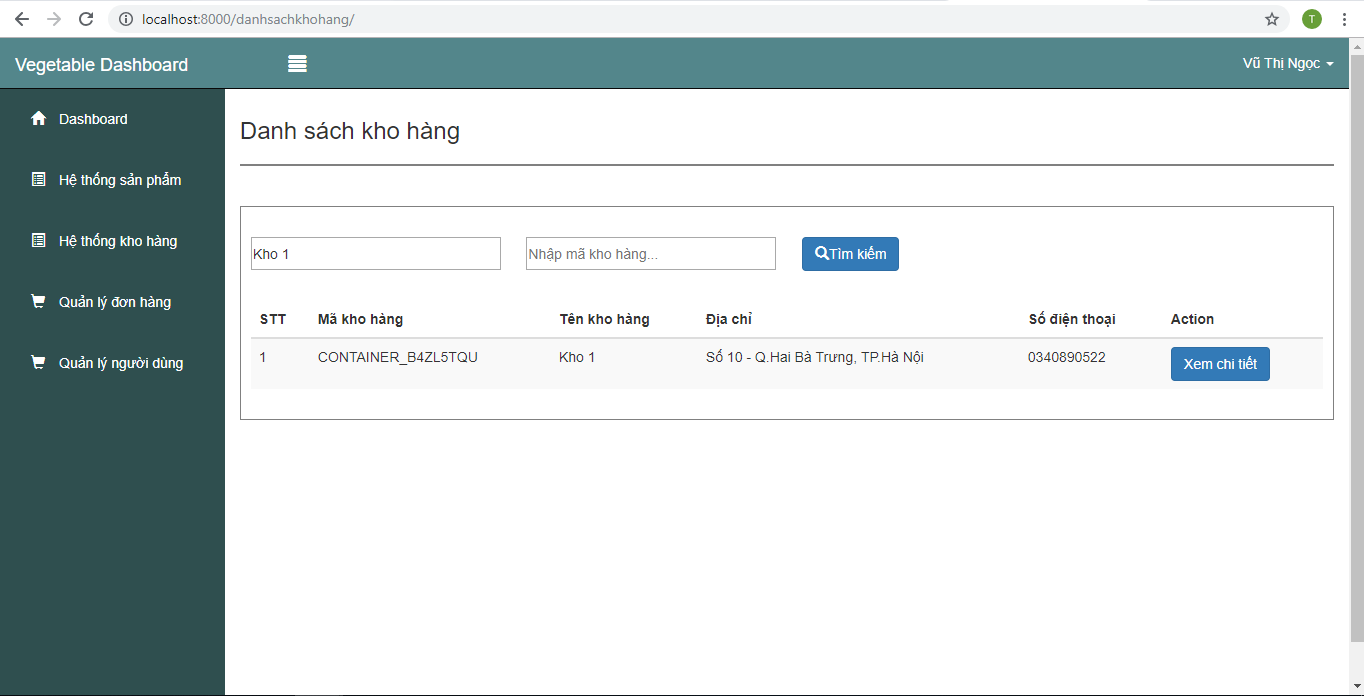 localhost:8000/danhsachkhohang/
T
Vegetable Dashboard
Vũ Thị Ngọc
Dashboard
Hệ thống sản phẩm
Hệ thống kho hàng
Quản lý đơn hàng
Quản lý người dùng
Danh sách kho hàng
Kho 1 Nhập mã kho hàng... Tìm kiếm
STT Mã kho hàng Tên kho hàng Địa chỉ Số điện thoại Action
1 CONTAINER_B4ZL5TQU Kho 1 Số 10 - Q.Hai Bà Trưng, TP.Hà Nội 0340890522 Xem chi tiết